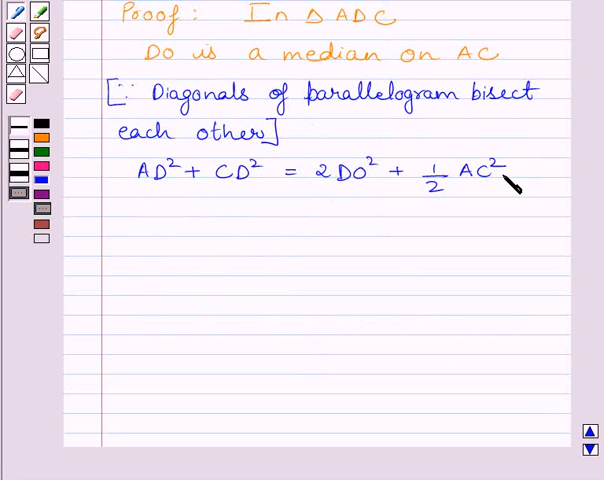 Proof: In Δ ADC
DO is a median on AC
[∵ Diagonals of parallelogram bisect
each other]
AD² + CD² = 2DO² + 1/2 AC²